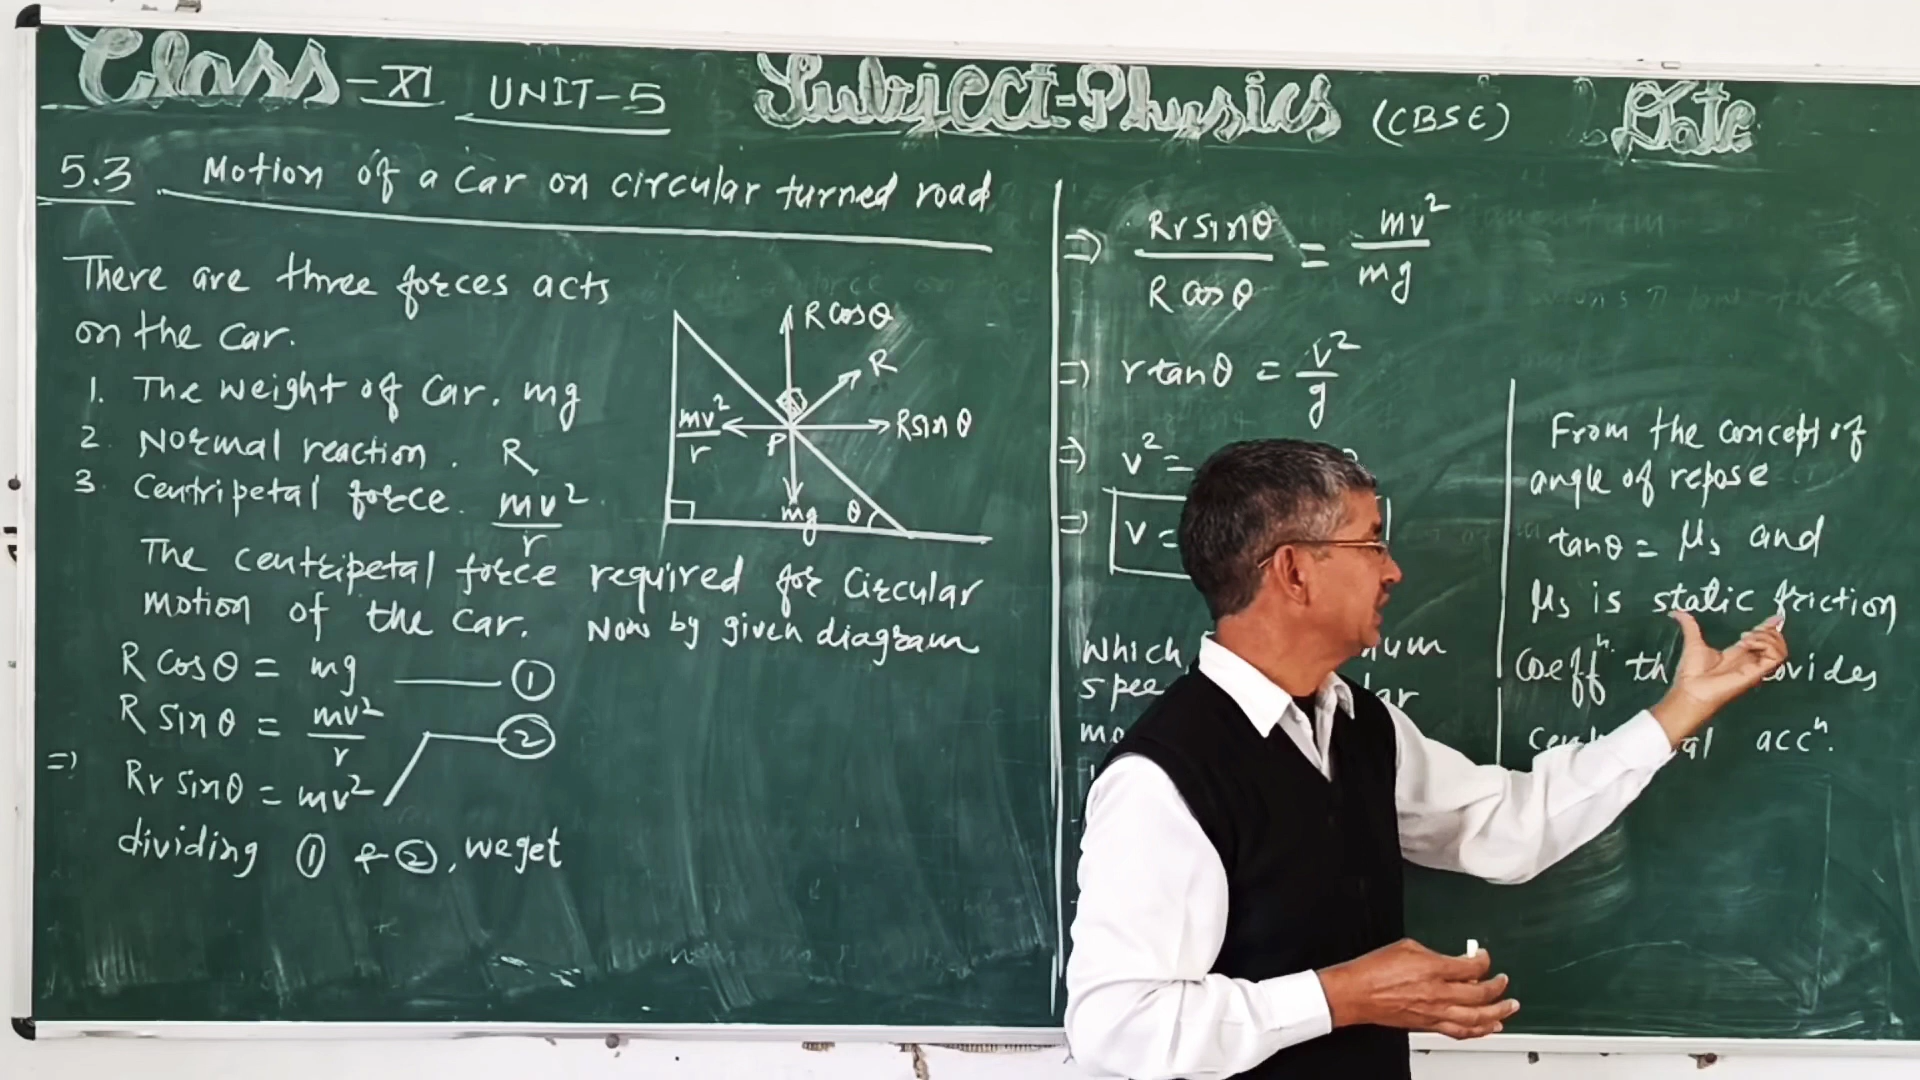 Class-XI UNIT-5 Subject-Physics (CBSE) Date
5.3 Motion of a car on circular turned road
There are three forces acts
on the car.
1. The weight of car. mg
2. Normal reaction. R
3. Centripetal force. mv²/r
The centripetal force required for circular
motion of the car. Now by given diagram
R cosθ = mg ——— ①
R sinθ = mv²/r
⇒ Rr sinθ = mv² ②
dividing ① & ②, we get
R cosθ
R
R sinθ
mv²/r
P
mg
θ
⇒ Rr sinθ / R cosθ = mv² / mg
⇒ r tanθ = v²/g
⇒ v² =
⇒ v =
which
From the concept of
angle of repose
tanθ = μs and
μs is static friction
coeffⁿ.
accⁿ.